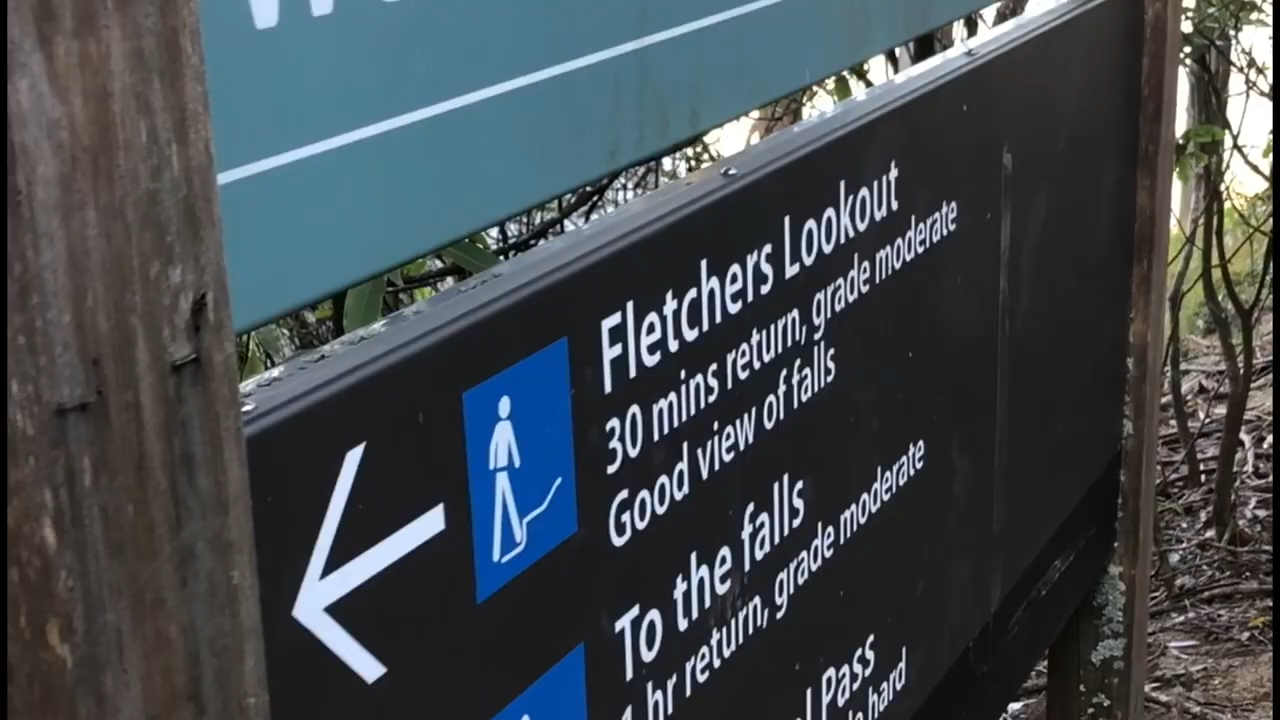 Fletchers Lookout
30 mins return, grade moderate
Good view of falls
To the falls
1 hr return, grade moderate
Pass
hard